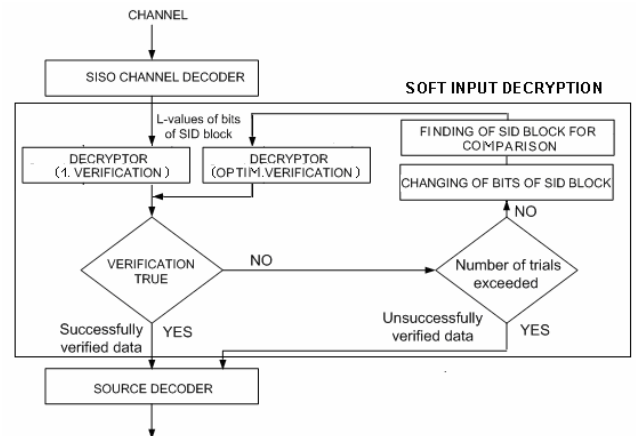 CHANNEL
SISO CHANNEL DECODER
SOFT INPUT DECRYPTION
L-values of bits
of SID block
FINDING OF SID BLOCK FOR
COMPARISON
DECRYPTOR
(1. VERIFICATION)
DECRYPTOR
(OPTIM.VERIFICATION)
CHANGING OF BITS OF SID BLOCK
NO
VERIFICATION
TRUE
NO
Number of trials
exceeded
Successfully
verified data
YES
Unsuccessfully
verified data
YES
SOURCE DECODER